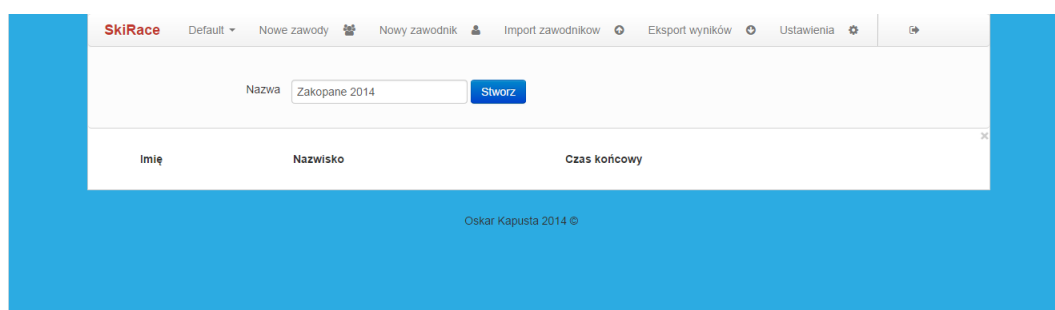 SkiRace Default Nowe zawody Nowy zawodnik Import zawodnikow Eksport wyników Ustawienia
Nazwa Zakopane 2014 Stworz
×
Imię Nazwisko Czas końcowy
Oskar Kapusta 2014 ©